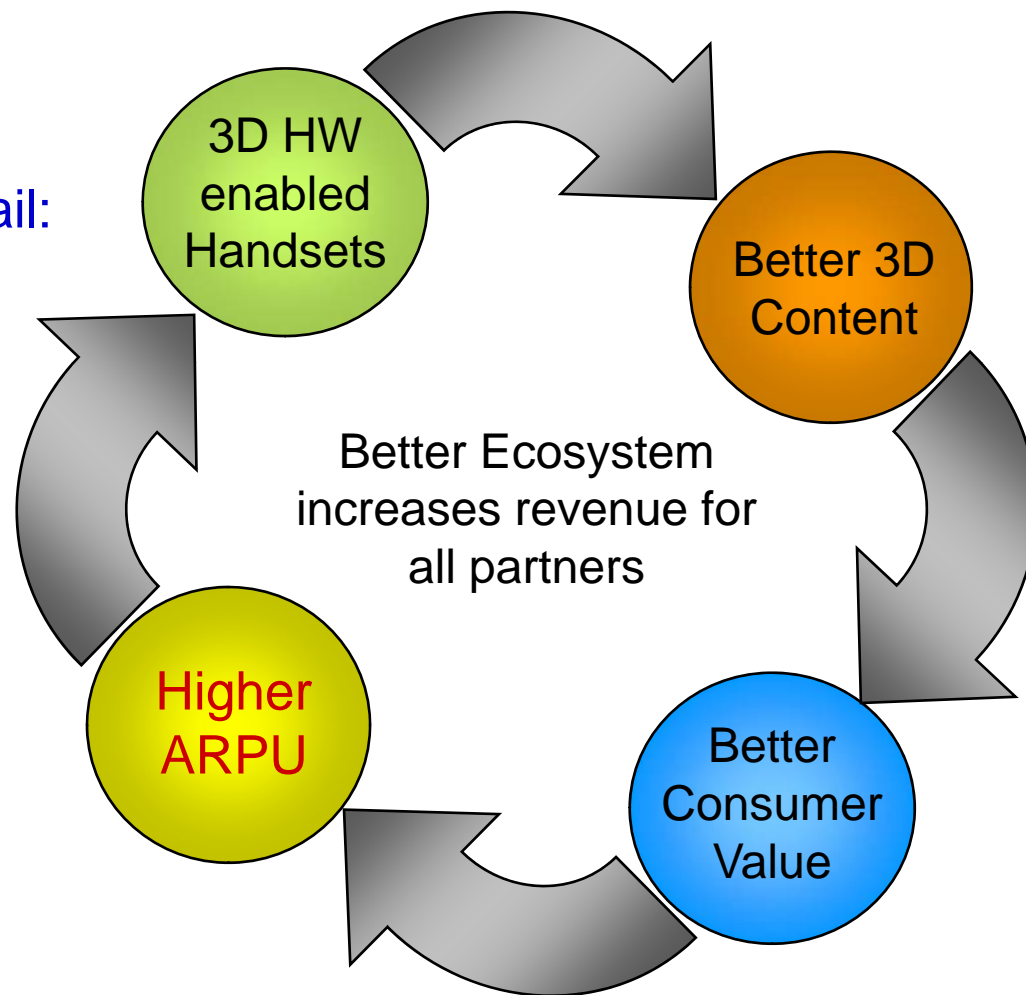 3D HW
enabled
Handsets
ail:
Better 3D
Content
Better Ecosystem
increases revenue for
all partners
Higher
ARPU
Better
Consumer
Value